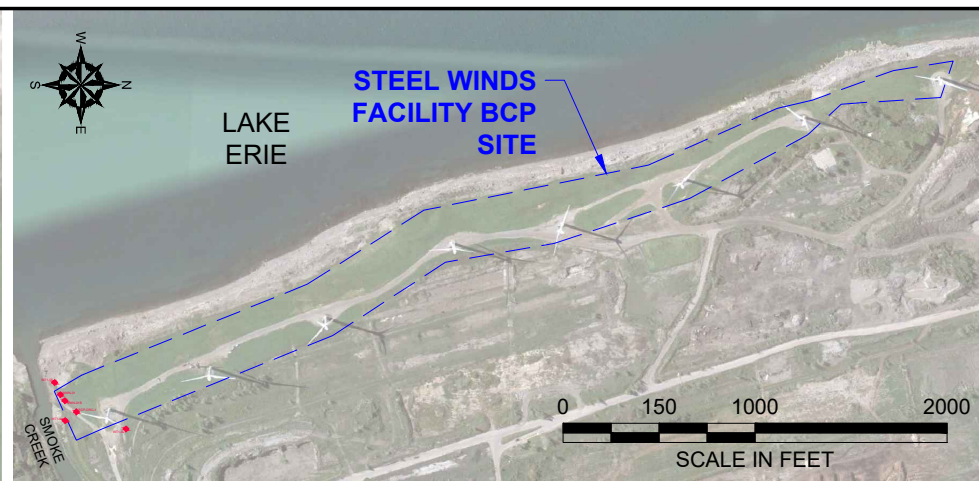 W
S
N
E
LAKE
ERIE
STEEL WINDS
FACILITY BCP
SITE
SMOKE
CREEK
0 150 1000 2000
SCALE IN FEET